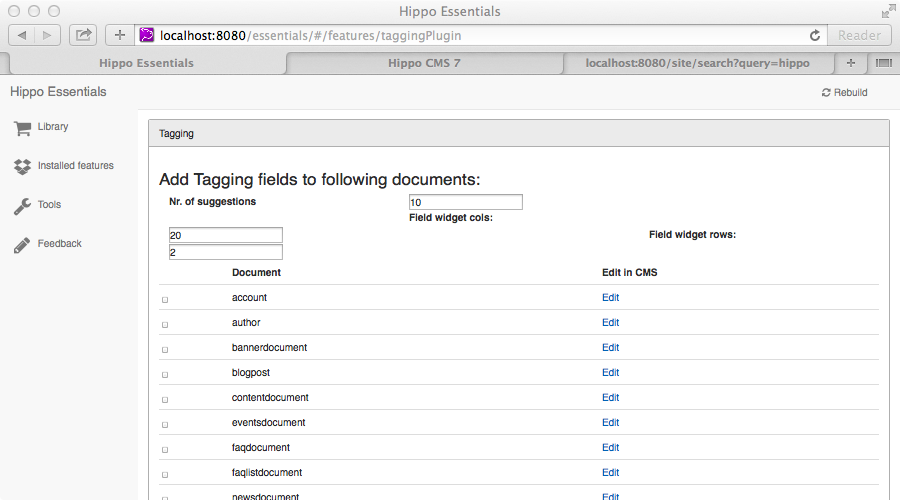 Hippo Essentials
localhost:8080/essentials/#/features/taggingPlugin
Reader
Hippo Essentials
Hippo CMS 7
localhost:8080/site/search?query=hippo
Hippo Essentials
Rebuild
Library
Installed features
Tools
Feedback
Tagging
Add Tagging fields to following documents:
Nr. of suggestions
10
Field widget cols:
20
Field widget rows:
2
Document Edit in CMS
account Edit
author Edit
bannerdocument Edit
blogpost Edit
contentdocument Edit
eventsdocument Edit
faqdocument Edit
faqlistdocument Edit
newsdocument Edit